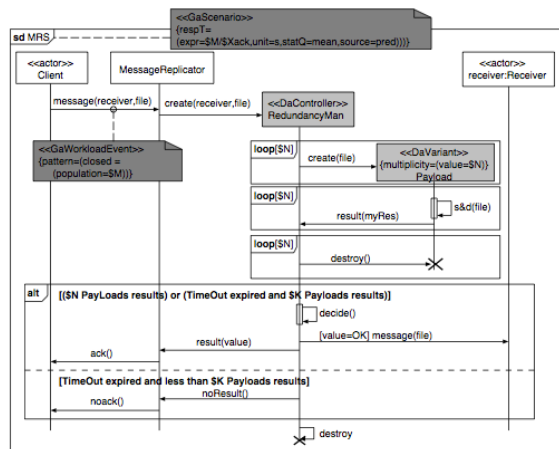 <<GaScenario>>
{respT=
(expr=$M/$Xack,unit=s,statQ=mean,source=pred)))}
sd MRS
<<actor>>
Client
MessageReplicator
<<actor>>
receiver:Receiver
message(receiver,file)
create(receiver,file)
<<DaController>>
RedundancyMan
<<GaWorkloadEvent>>
{pattern=(closed =
(population=$M))}
loop[$N]
create(file)
<<DaVariant>>
{multiplicity=(value=$N)}
Payload
loop[$N]
s&d(file)
result(myRes)
loop[$N]
destroy()
alt
[($N PayLoads results) or (TimeOut expired and $K Payloads results)]
decide()
result(value)
[value=OK] message(file)
ack()
[TimeOut expired and less than $K Payloads results]
noResult()
noack()
destroy